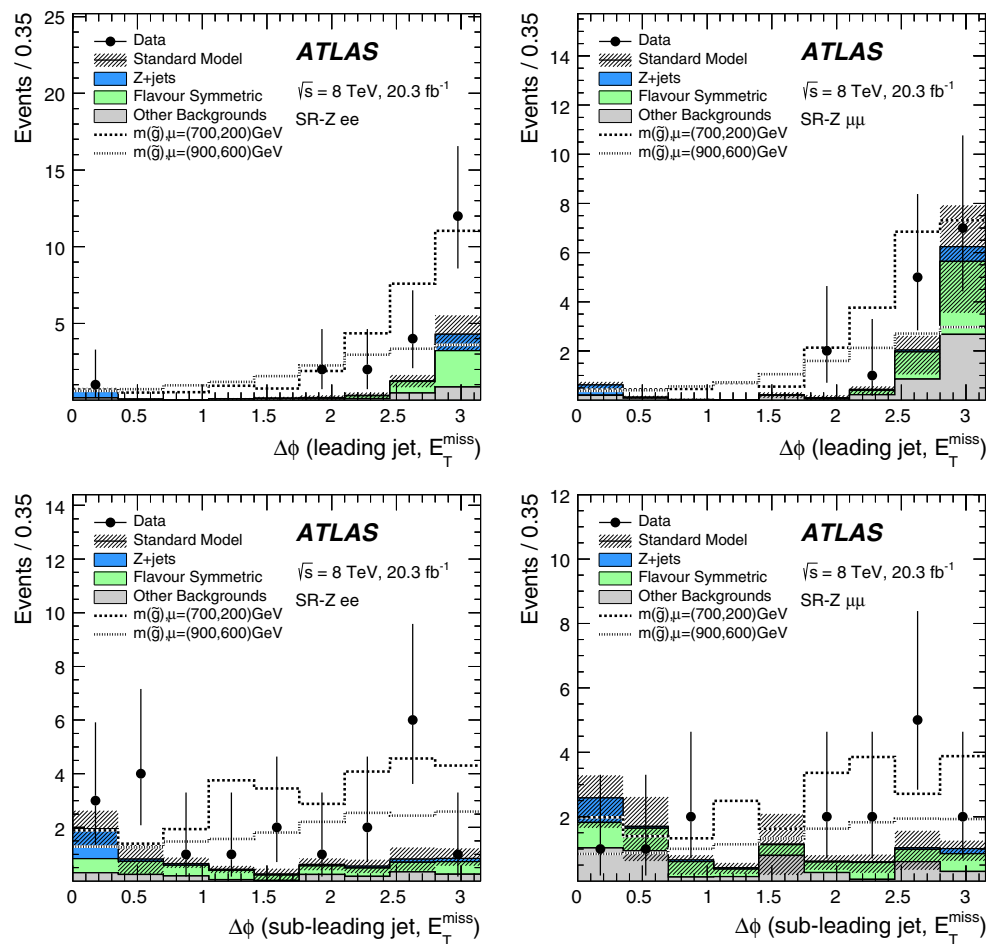 Events / 0.35
25
20
15
10
5
Data
Standard Model
Z+jets
Flavour Symmetric
Other Backgrounds
m(g̃),μ=(700,200)GeV
m(g̃),μ=(900,600)GeV
ATLAS
√s = 8 TeV, 20.3 fb⁻¹
SR-Z ee
0 0.5 1 1.5 2 2.5 3
Δϕ (leading jet, E_T^miss)
Events / 0.35
14
12
10
8
6
4
2
Data
Standard Model
Z+jets
Flavour Symmetric
Other Backgrounds
m(g̃),μ=(700,200)GeV
m(g̃),μ=(900,600)GeV
ATLAS
√s = 8 TeV, 20.3 fb⁻¹
SR-Z μμ
0 0.5 1 1.5 2 2.5 3
Δϕ (leading jet, E_T^miss)
Events / 0.35
14
12
10
8
6
4
2
Data
Standard Model
Z+jets
Flavour Symmetric
Other Backgrounds
m(g̃),μ=(700,200)GeV
m(g̃),μ=(900,600)GeV
ATLAS
√s = 8 TeV, 20.3 fb⁻¹
SR-Z ee
0 0.5 1 1.5 2 2.5 3
Δϕ (sub-leading jet, E_T^miss)
Events / 0.35
12
10
8
6
4
2
Data
Standard Model
Z+jets
Flavour Symmetric
Other Backgrounds
m(g̃),μ=(700,200)GeV
m(g̃),μ=(900,600)GeV
ATLAS
√s = 8 TeV, 20.3 fb⁻¹
SR-Z μμ
0 0.5 1 1.5 2 2.5 3
Δϕ (sub-leading jet, E_T^miss)